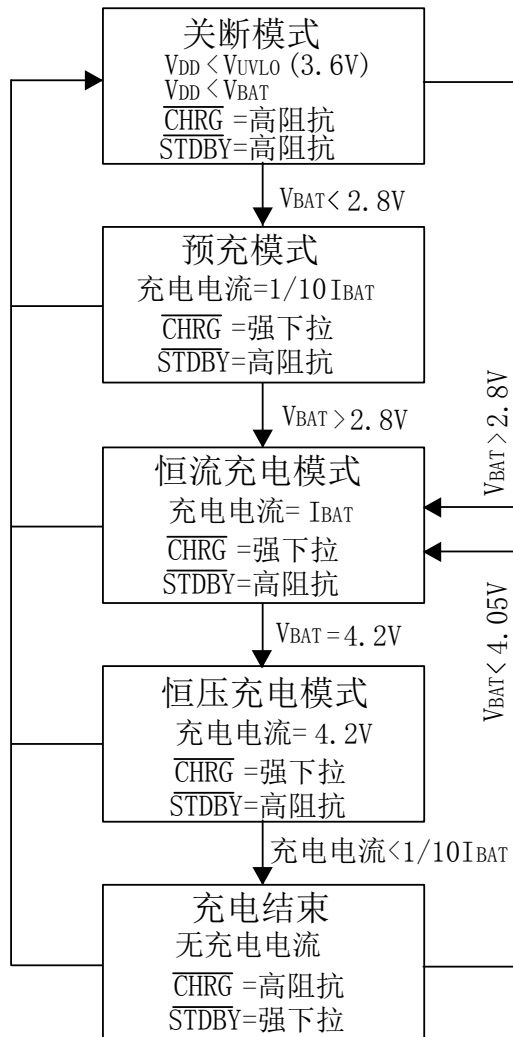 关断模式
VDD<VUVLO(3.6V)
VDD<VBAT
CHRG=高阻抗
STDBY=高阻抗
VBAT<2.8V
预充模式
充电电流=1/10IBAT
CHRG=强下拉
STDBY=高阻抗
VBAT>2.8V
VBAT>2.8V
恒流充电模式
充电电流=IBAT
CHRG=强下拉
STDBY=高阻抗
VBAT=4.2V
VBAT<4.05V
恒压充电模式
充电电流=4.2V
CHRG=强下拉
STDBY=高阻抗
充电电流<1/10IBAT
充电结束
无充电电流
CHRG=高阻抗
STDBY=强下拉